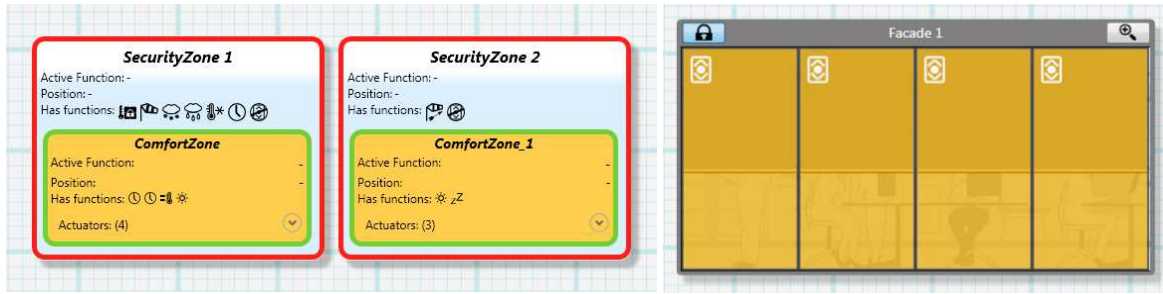 SecurityZone 1
Active Function: -
Position: -
Has functions:
ComfortZone
Active Function: -
Position: -
Has functions:
Actuators: (4)
SecurityZone 2
Active Function: -
Position: -
Has functions:
ComfortZone_1
Active Function: -
Position: -
Has functions: zZ
Actuators: (3)
Facade 1